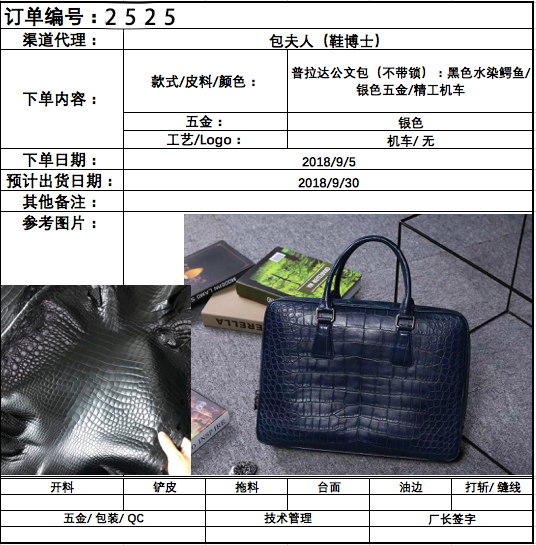 订单编号：2525
渠道代理： 包夫人（鞋博士）
下单内容：
款式/皮料/颜色： 普拉达公文包（不带锁）：黑色水染鳄鱼/
银色五金/精工机车
五金： 银色
工艺/Logo： 机车/ 无
下单日期： 2018/9/5
预计出货日期： 2018/9/30
其他备注：
参考图片：
开料 铲皮 拖料 台面 油边 打斩/ 缝线
五金/ 包装/ QC 技术管理 厂长签字